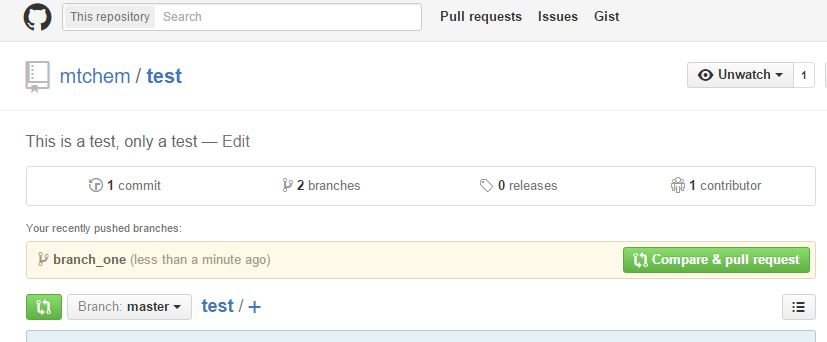 This repository Search Pull requests Issues Gist
mtchem / test Unwatch 1
This is a test, only a test — Edit
1 commit 2 branches 0 releases 1 contributor
Your recently pushed branches:
branch_one (less than a minute ago) Compare & pull request
Branch: master test / +